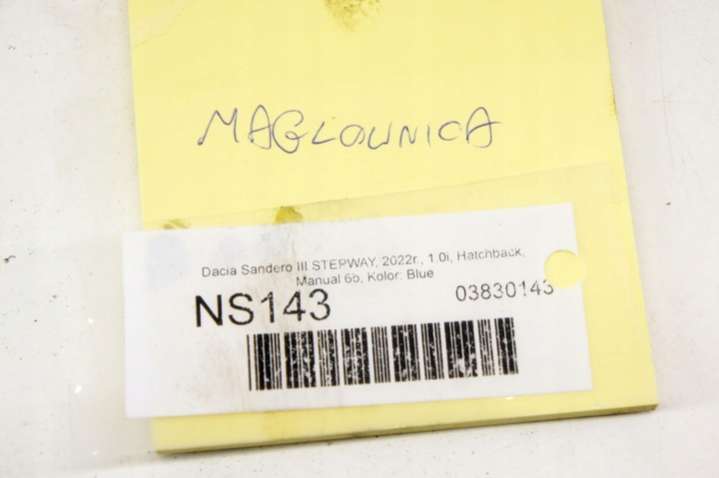 MAGLOWNICA
Dacia Sandero III STEPWAY, 2022r., 1.0i, Hatchback,
Manual 6b, Kolor: Blue
NS143
03830143